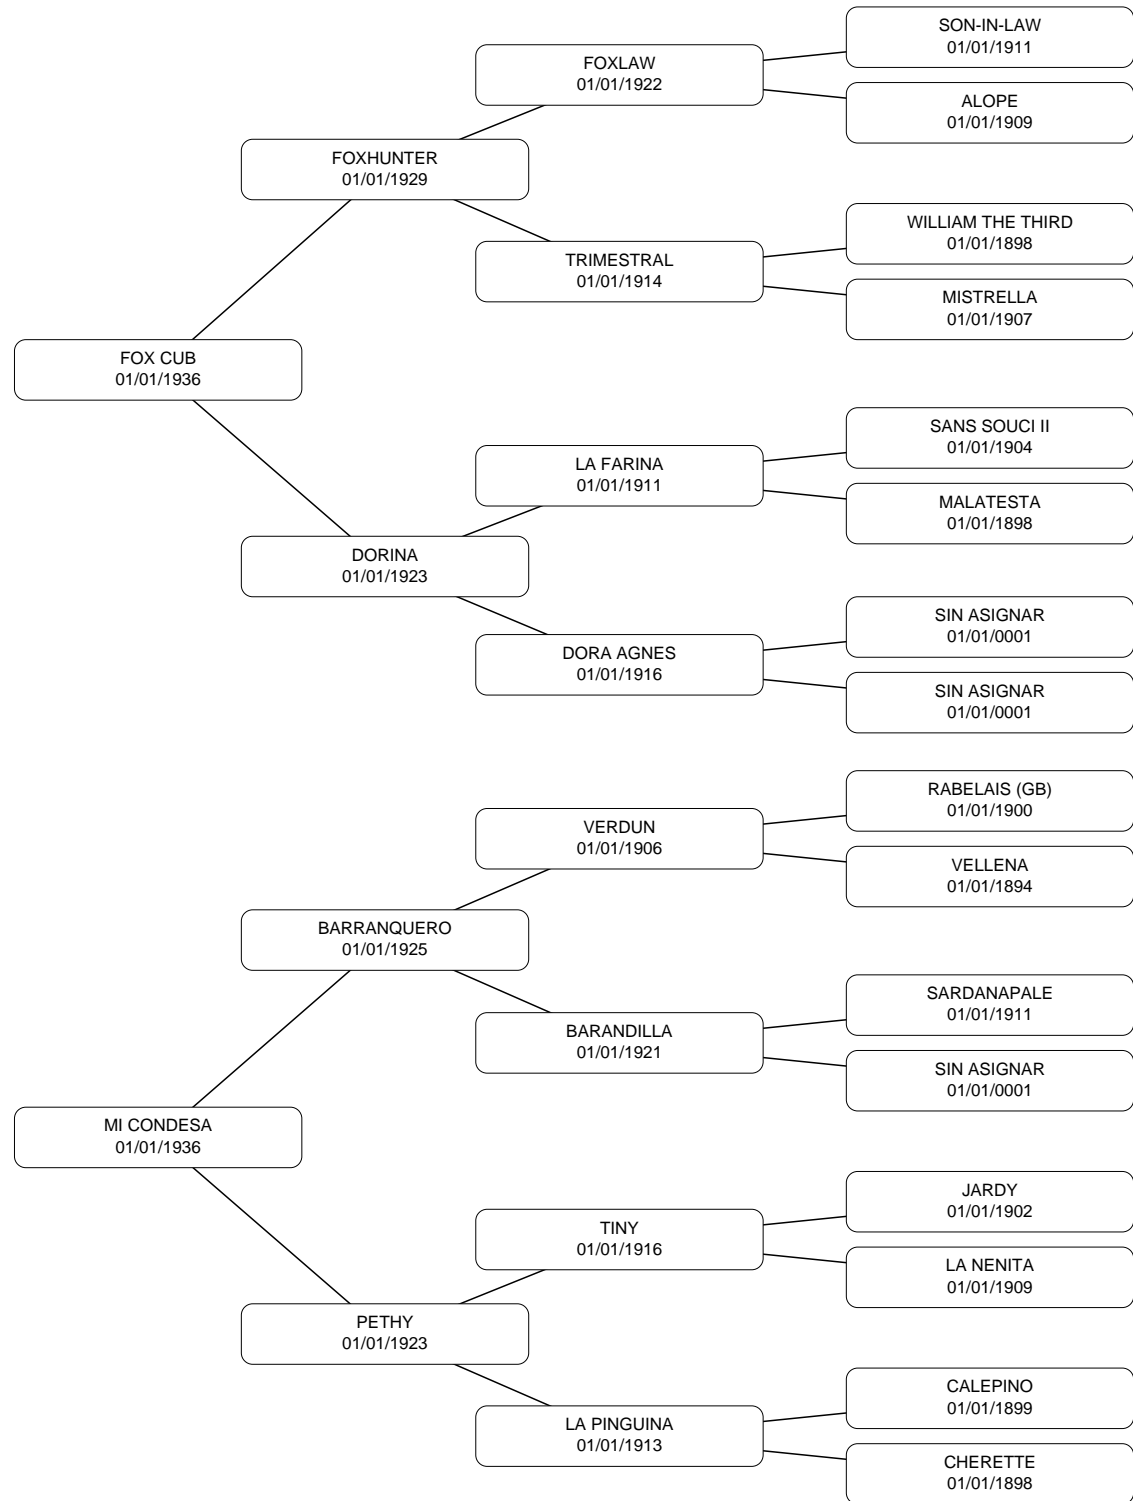 SON-IN-LAW
01/01/1911
FOXLAW
01/01/1922
ALOPE
01/01/1909
FOXHUNTER
01/01/1929
WILLIAM THE THIRD
01/01/1898
TRIMESTRAL
01/01/1914
MISTRELLA
01/01/1907
FOX CUB
01/01/1936
SANS SOUCI II
01/01/1904
LA FARINA
01/01/1911
MALATESTA
01/01/1898
DORINA
01/01/1923
SIN ASIGNAR
01/01/0001
DORA AGNES
01/01/1916
SIN ASIGNAR
01/01/0001
RABELAIS (GB)
01/01/1900
VERDUN
01/01/1906
VELLENA
01/01/1894
BARRANQUERO
01/01/1925
SARDANAPALE
01/01/1911
BARANDILLA
01/01/1921
SIN ASIGNAR
01/01/0001
MI CONDESA
01/01/1936
JARDY
01/01/1902
TINY
01/01/1916
LA NENITA
01/01/1909
PETHY
01/01/1923
CALEPINO
01/01/1899
LA PINGUINA
01/01/1913
CHERETTE
01/01/1898